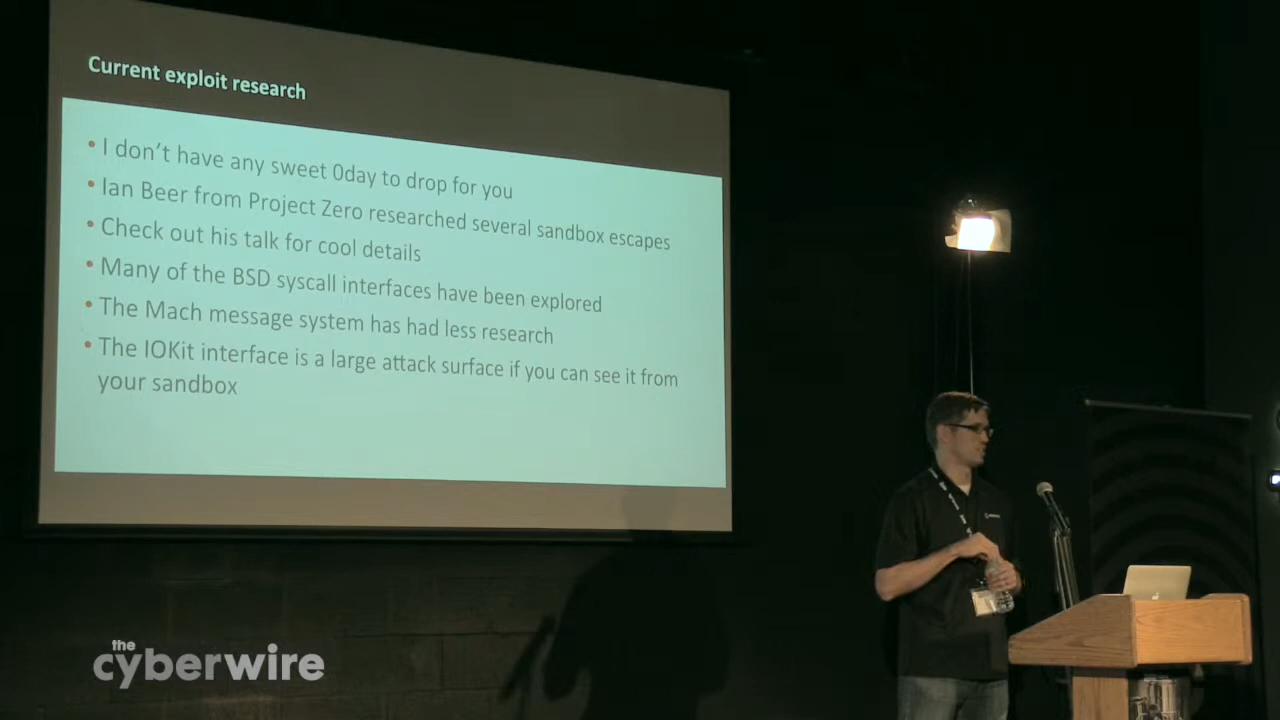 Current exploit research
• I don't have any sweet 0day to drop for you
• Ian Beer from Project Zero researched several sandbox escapes
• Check out his talk for cool details
• Many of the BSD syscall interfaces have been explored
• The Mach message system has had less research
• The IOKit interface is a large attack surface if you can see it from
your sandbox
the
cyberwire